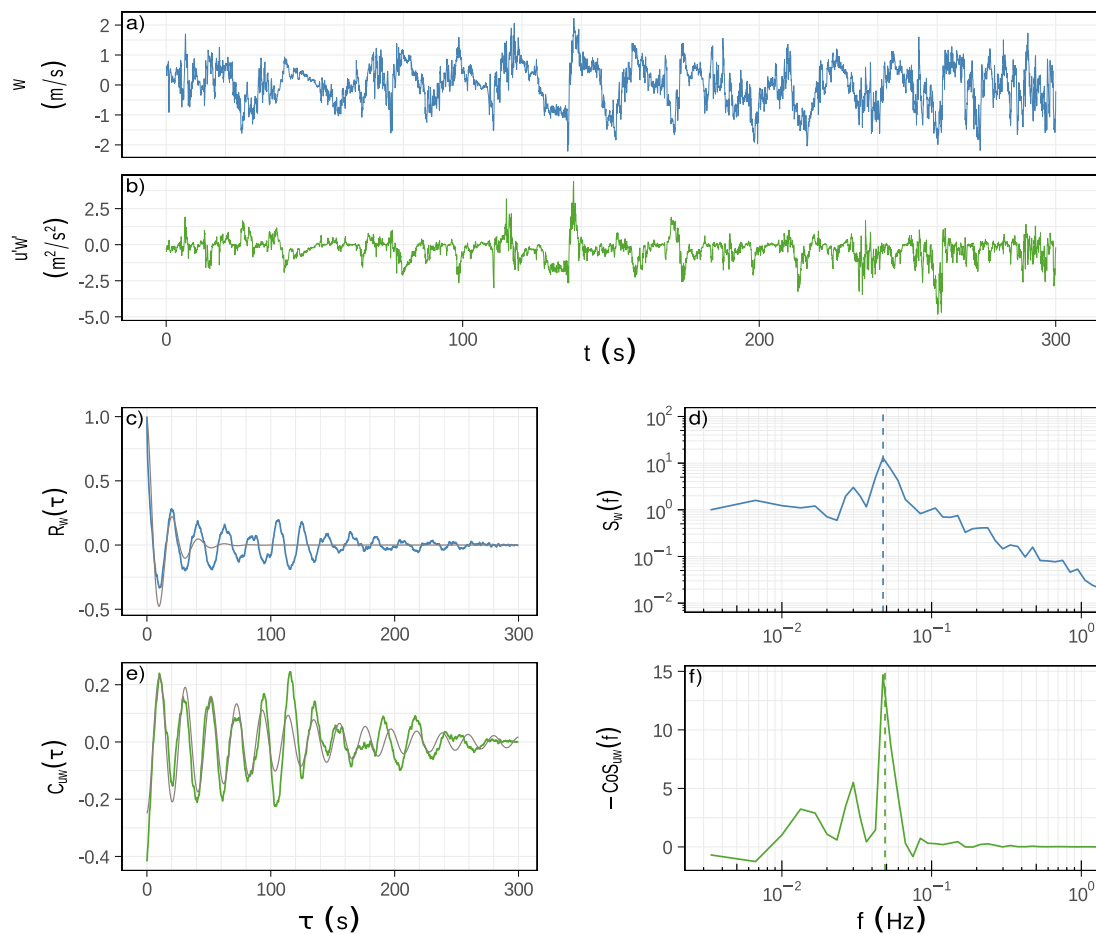 a)
w
(m/s)
2
1
0
-1
-2
b)
u'w'
(m²/s²)
2.5
0.0
-2.5
-5.0
0
100
200
300
t (s)
c)
R_w(τ)
1.0
0.5
0.0
-0.5
0
100
200
300
d)
S_w(f)
10²
10¹
10⁰
10⁻¹
10⁻²
10⁻²
10⁻¹
10⁰
e)
C_uw(τ)
0.2
0.0
-0.2
-0.4
0
100
200
300
τ (s)
f)
−CoS_uw(f)
15
10
5
0
10⁻²
10⁻¹
10⁰
f (Hz)